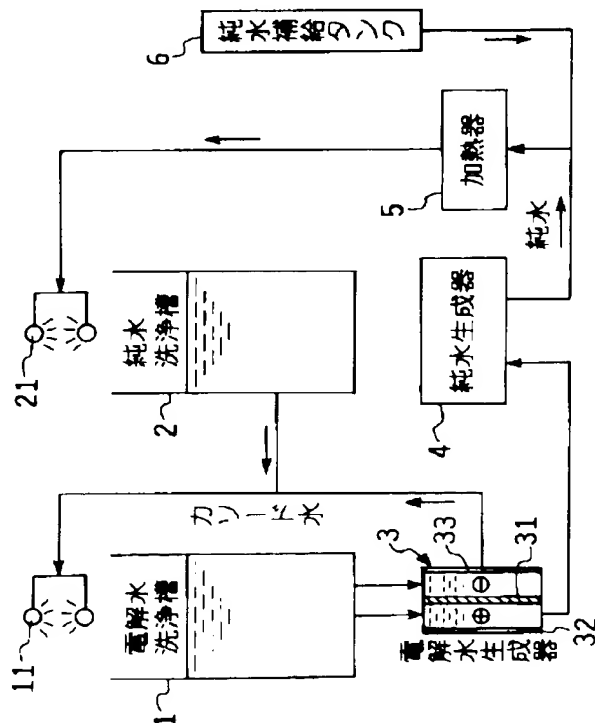 11
21
6
純水補給タンク
電解水
洗浄槽
1
純水
洗浄槽
2
加熱器
5
カソード水
純水
純水生成器
4
3
33
31
32
電解水生成器
⊕
⊖